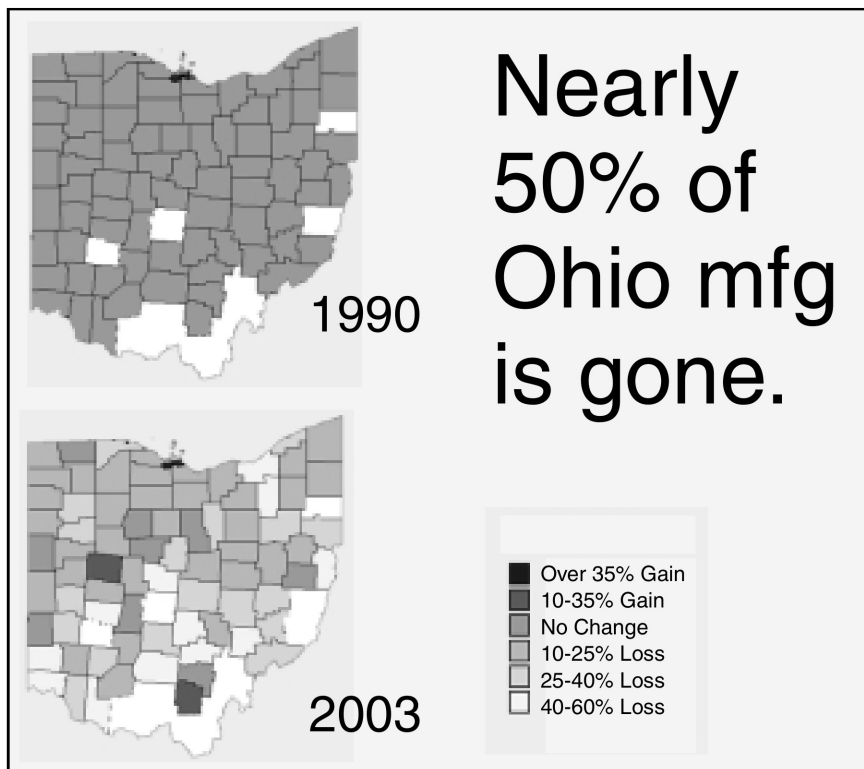 Nearly
50% of
Ohio mfg
is gone.
1990
2003
Over 35% Gain
10-35% Gain
No Change
10-25% Loss
25-40% Loss
40-60% Loss